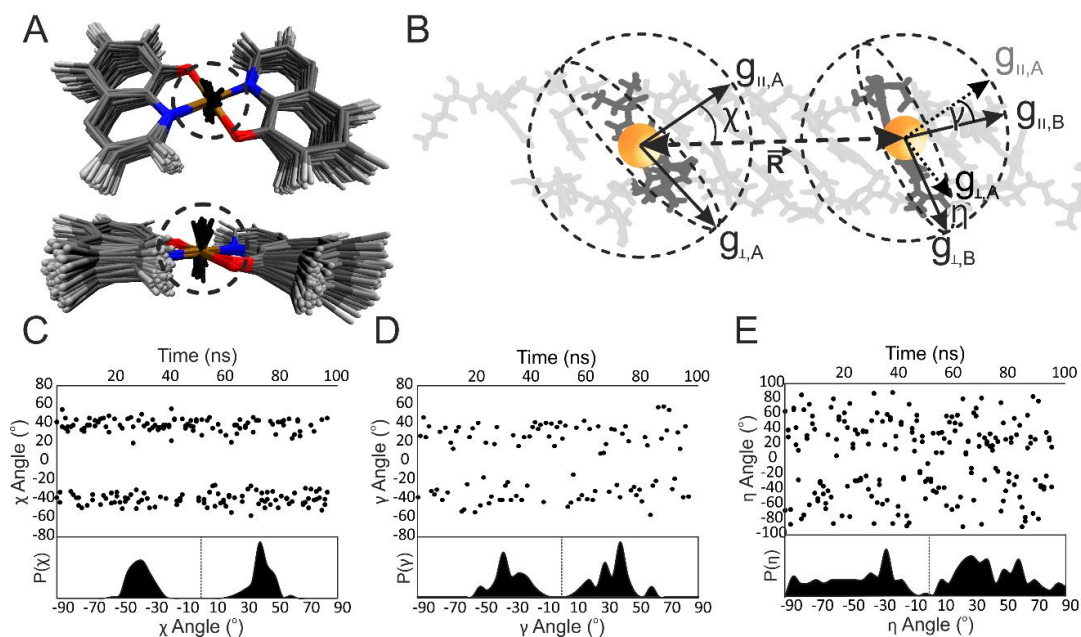 A
B
g||,A
χ
R
g⊥,A
g||,A
γ
g||,B
g⊥,A
η
g⊥,B
C
Time (ns)
20 40 60 80 100
80
60
40
20
0
-20
-40
-60
-80
χ Angle (°)
P(χ)
-90 -70 -50 -30 -10 10 30 50 70 90
χ Angle (°)
D
Time (ns)
20 40 60 80 100
80
60
40
20
0
-20
-40
-60
-80
γ Angle (°)
P(γ)
-90 -70 -50 -30 -10 10 30 50 70 90
γ Angle (°)
E
Time (ns)
20 40 60 80 100
100
80
60
40
20
0
-20
-40
-60
-80
-100
η Angle (°)
P(η)
-90 -70 -50 -30 -10 10 30 50 70 90
η Angle (°)